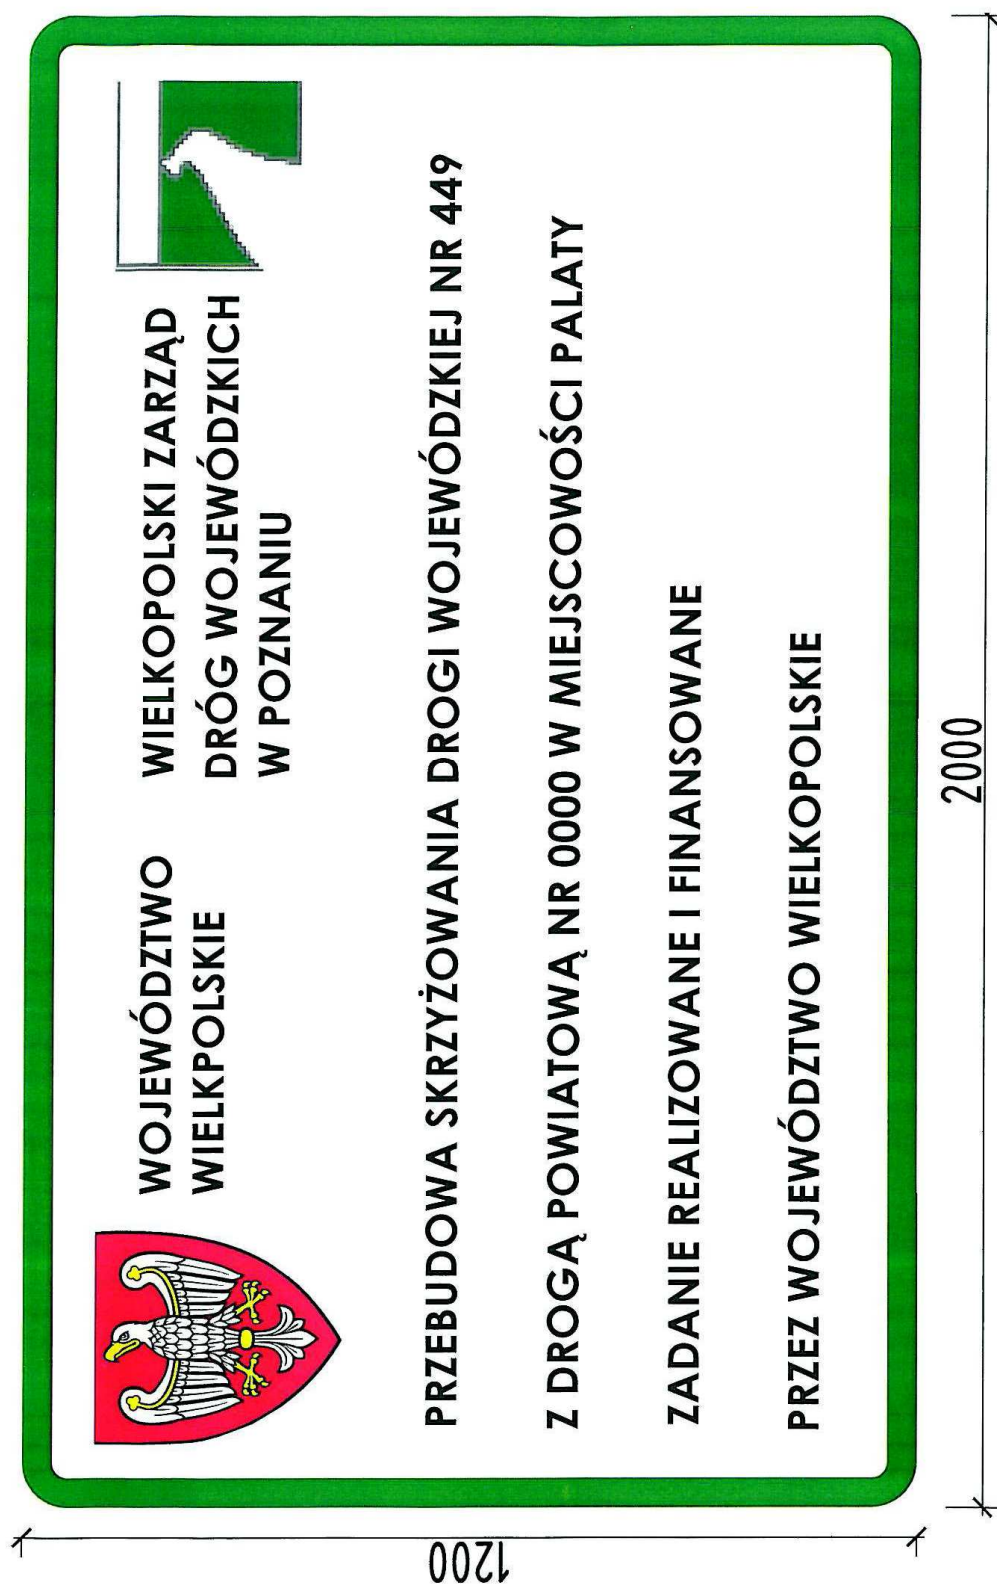 WOJEWÓDZTWO
WIELKPOLSKIE
WIELKOPOLSKI ZARZĄD
DRÓG WOJEWÓDZKICH
W POZNANIU
PRZEBUDOWA SKRZYŻOWANIA DROGI WOJEWÓDZKIEJ NR 449
Z DROGĄ POWIATOWĄ NR 0000 W MIEJSCOWOŚCI PALATY
ZADANIE REALIZOWANE I FINANSOWANE
PRZEZ WOJEWÓDZTWO WIELKOPOLSKIE
2000
1200